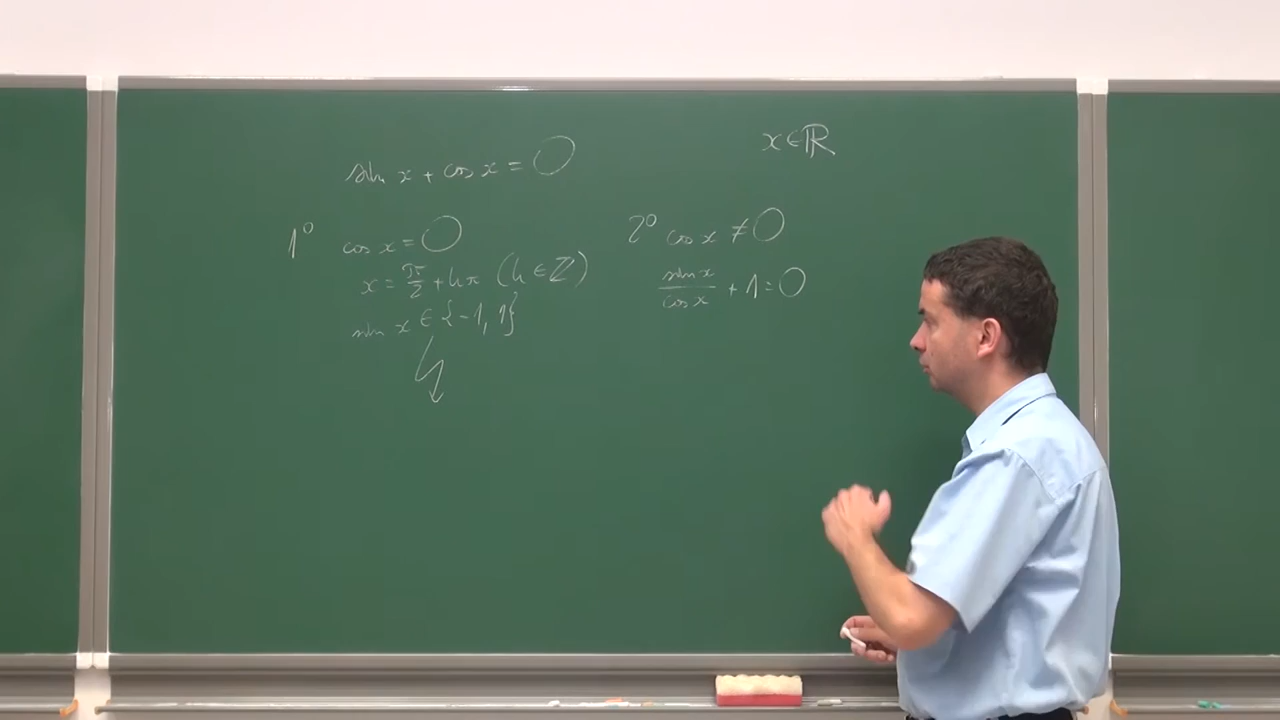 sin x + cos x = 0
x ∈ ℝ
1° cos x = 0
x = π/2 + kπ (k ∈ ℤ)
sin x ∈ {-1, 1}
2° cos x ≠ 0
sin x / cos x + 1 = 0